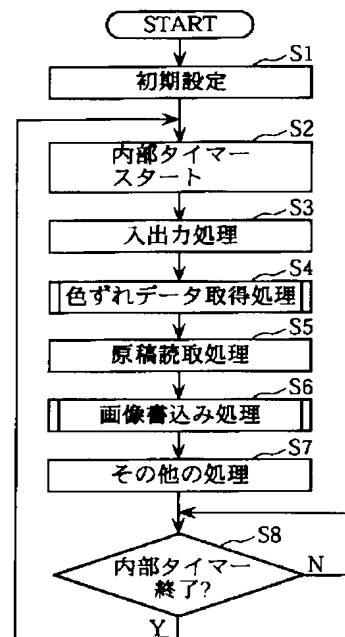 START
S1
初期設定
S2
内部タイマー
スタート
S3
入出力処理
S4
色ずれデータ取得処理
S5
原稿読取処理
S6
画像書込み処理
S7
その他の処理
S8
内部タイマー
終了?
N
Y